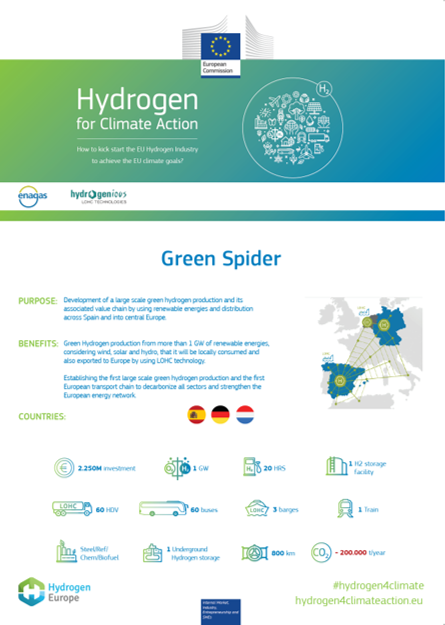 European
Commission
Hydrogen
for Climate Action
How to kick start the EU Hydrogen Industry
to achieve the EU climate goals?
H2
enagas
hydrogenious
LOHC TECHNOLOGIES
Green Spider
PURPOSE: Development of a large scale green hydrogen production and its
associated value chain by using renewable energies and distribution
across Spain and into central Europe.
BENEFITS: Green Hydrogen production from more than 1 GW of renewable energies,
considering wind, solar and hydro, that it will be locally consumed and
also exported to Europe by using LOHC technology.
Establishing the first large scale green hydrogen production and the first
European transport chain to decarbonize all sectors and strengthen the
European energy network.
COUNTRIES:
2.250M investment
1 GW
20 HRS
1 H2 storage
facility
LOHC 60 HDV
60 buses
LOHC 3 barges
1 Train
Steel/Ref/
Chem/Biofuel
1 Underground
Hydrogen storage
800 km
CO2 - 200.000 t/year
Hydrogen
Europe
#hydrogen4climate
hydrogen4climateaction.eu
Internal Market,
Industry,
Entrepreneurship and
SMEs